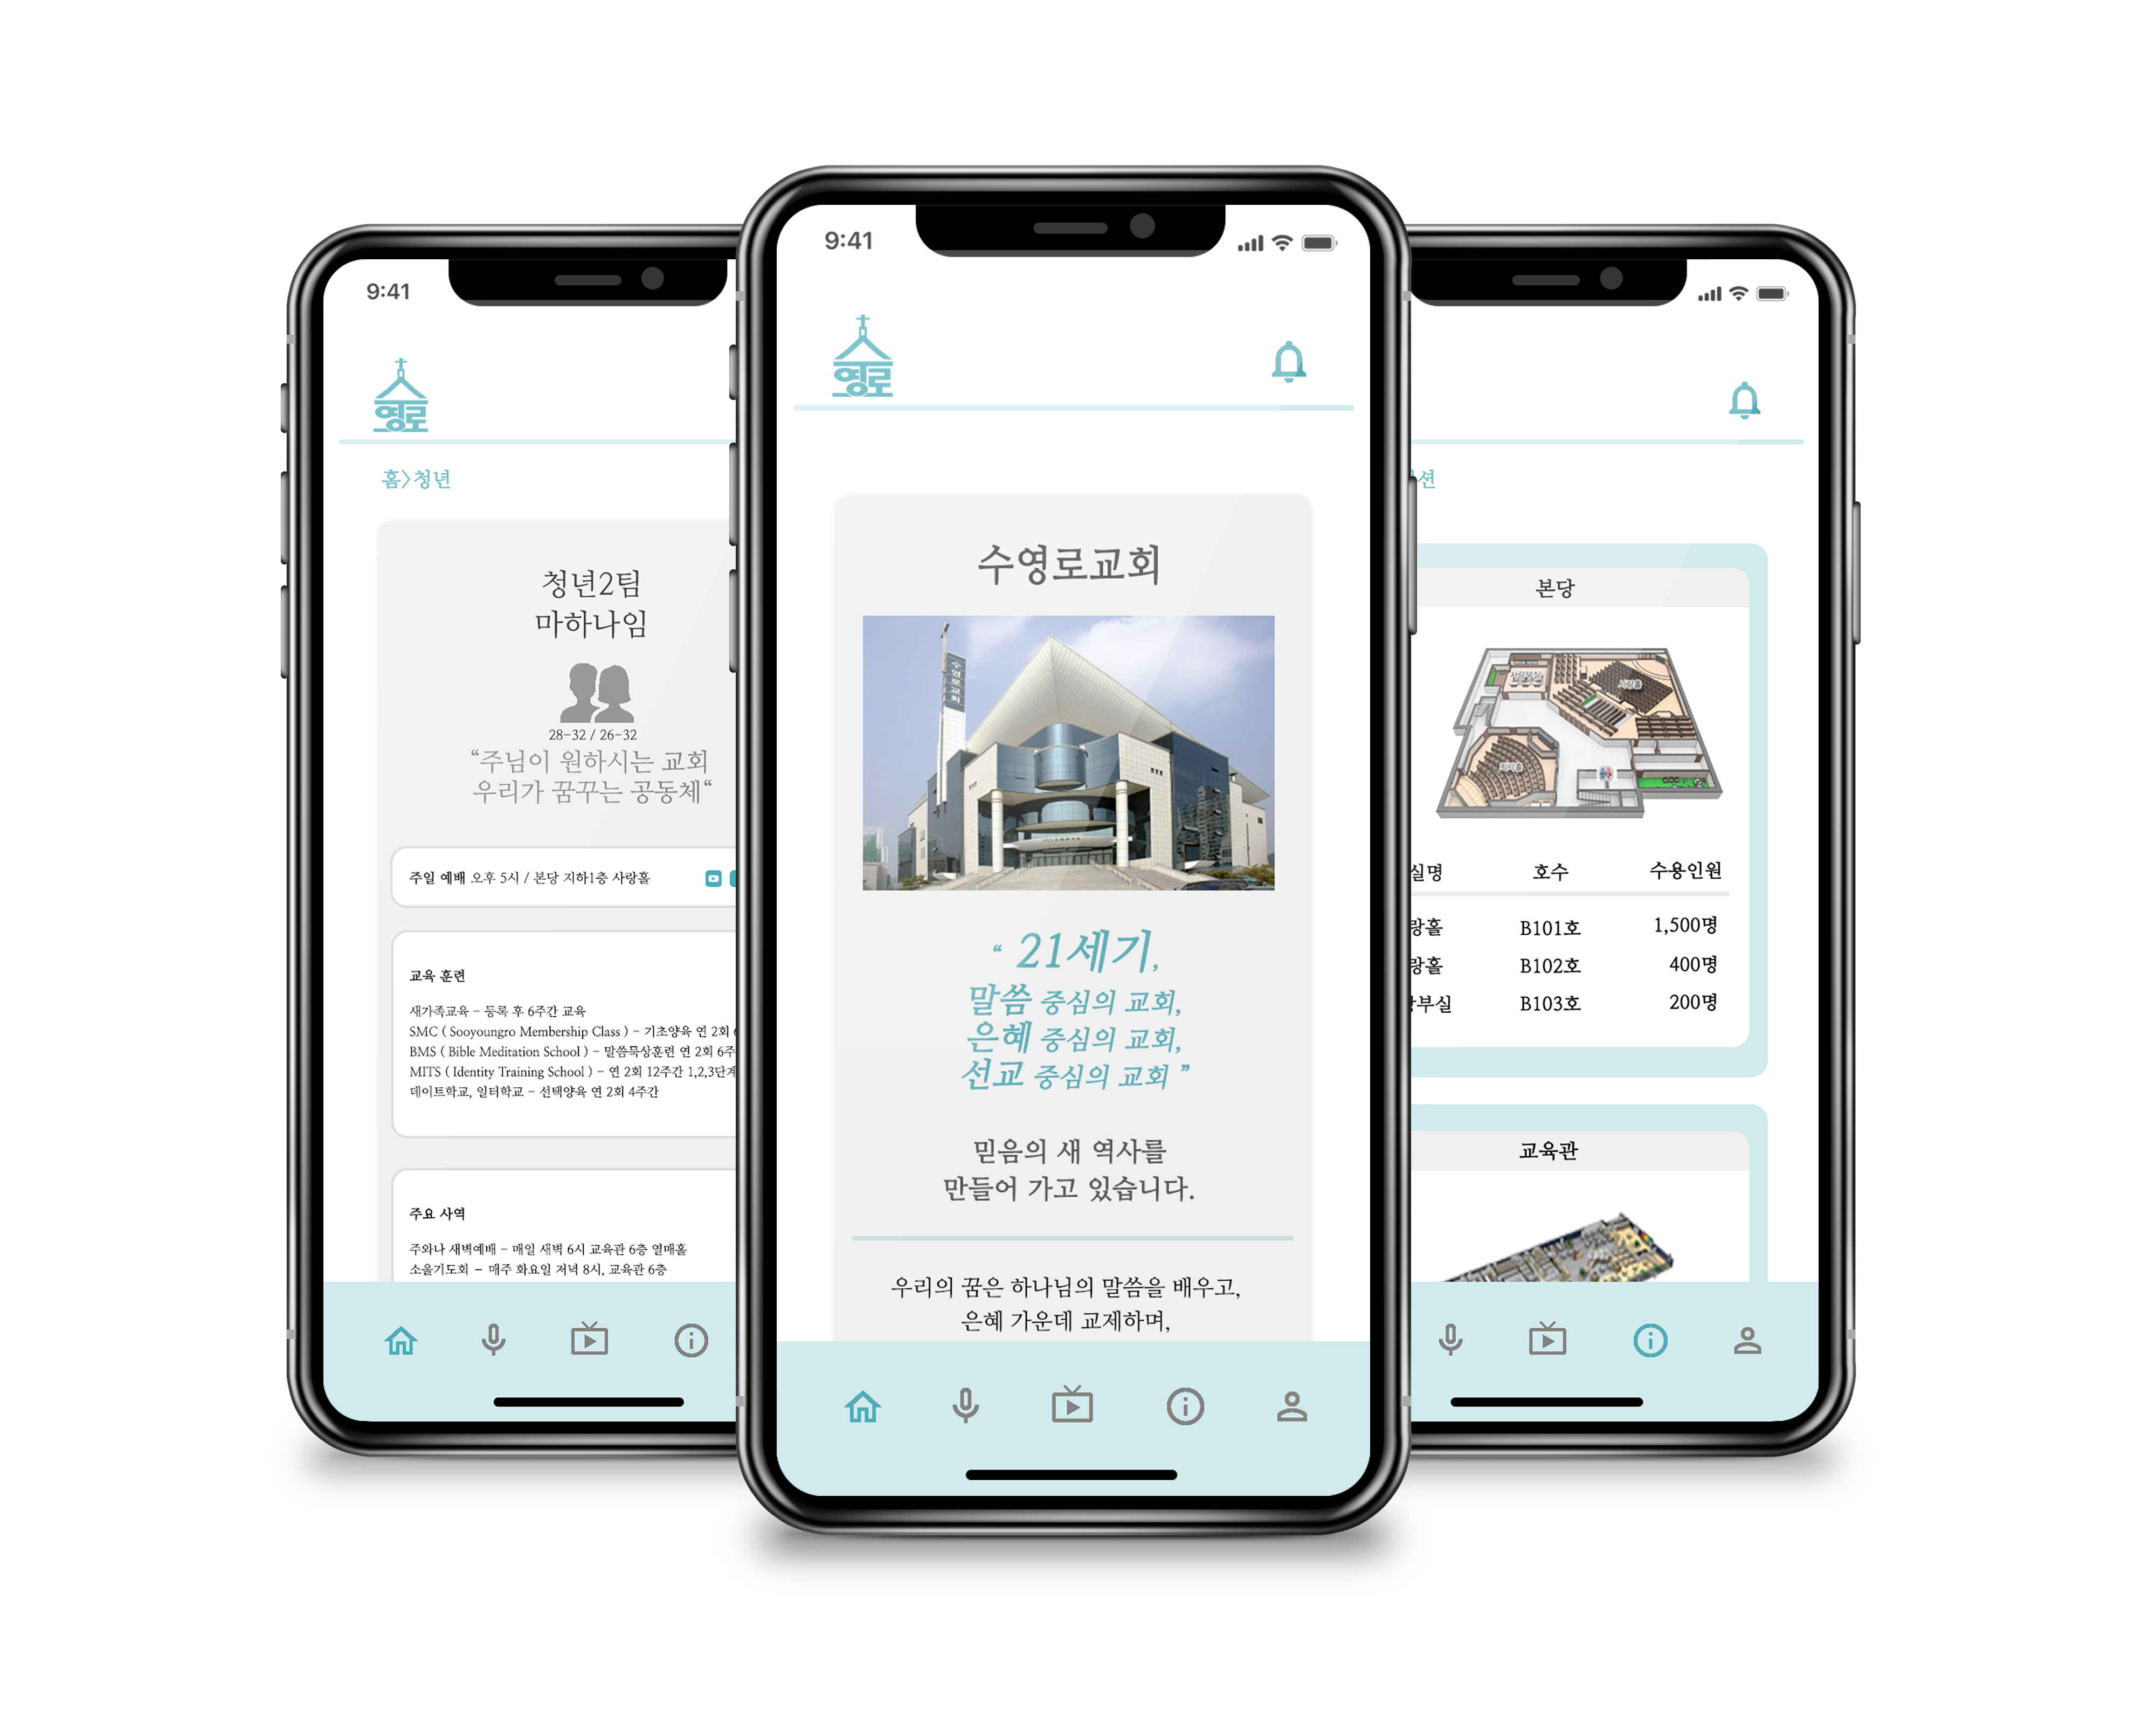 9:41
영로
홈>청년
청년2팀
마하나임
28-32 / 26-32
“주님이 원하시는 교회
우리가 꿈꾸는 공동체“
주일 예배 오후 5시 / 본당 지하1층 사랑홀
교육 훈련
새가족교육 - 등록 후 6주간 교육
SMC ( Sooyoungro Membership Class ) - 기초양육 연 2회
BMS ( Bible Meditation School ) - 말씀묵상훈련 연 2회 6주
MITS ( Identity Training School ) - 연 2회 12주간 1,2,3단계
데이트학교, 일터학교 - 선택양육 연 2회 4주간
주요 사역
주와나 새벽예배 - 매일 새벽 6시 교육관 6층 열매홀
소울기도회 - 매주 화요일 저녁 8시, 교육관 6층
9:41
영로
수영로교회
수영로교회
“ 21세기,
말씀 중심의 교회,
은혜 중심의 교회,
선교 중심의 교회 ”
믿음의 새 역사를
만들어 가고 있습니다.
우리의 꿈은 하나님의 말씀을 배우고,
은혜 가운데 교제하며,
션
본당
사랑홀
실명 호수 수용인원
랑홀 B101호 1,500명
랑홀 B102호 400명
부실 B103호 200명
교육관